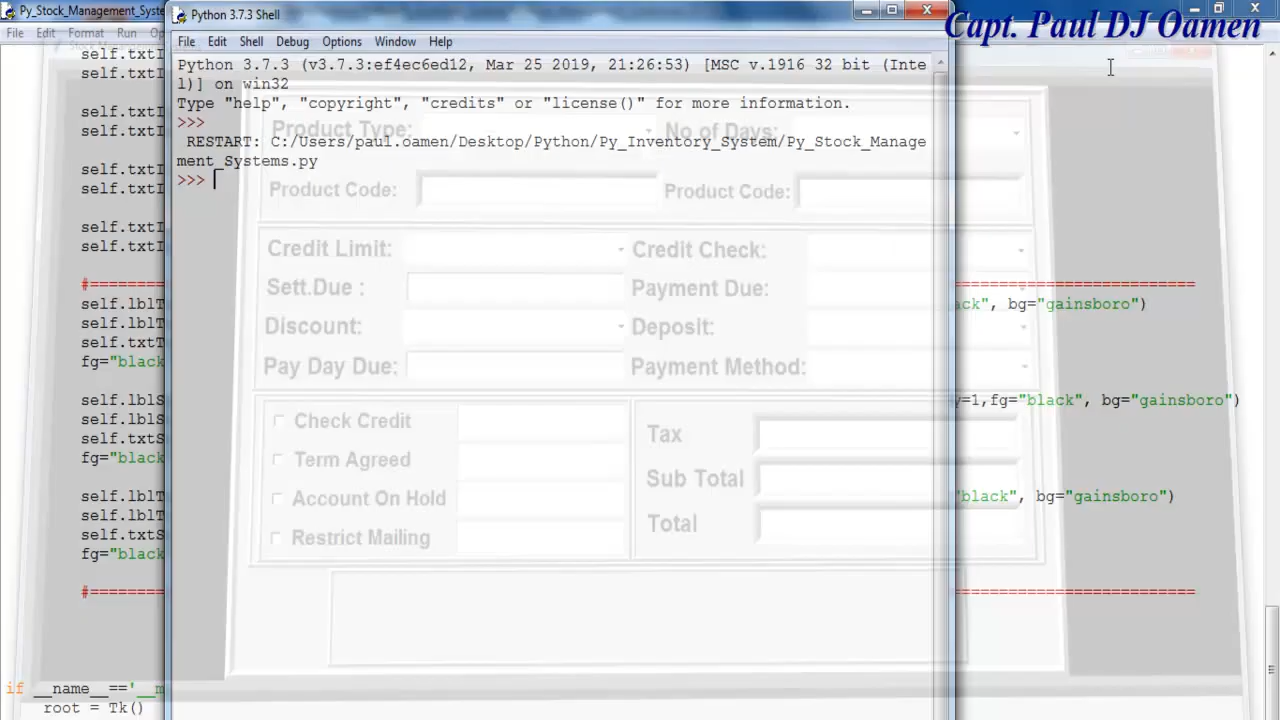 Py_Stock_Management_Syste
Python 3.7.3 Shell
Capt. Paul DJ Oamen
File Edit Format Run
File Edit Shell Debug Options Window Help
self.txtI
self.txtI
self.txtI
self.txtI
self.txtI
self.txtI
self.txtI
self.txtI
Python 3.7.3 (v3.7.3:ef4ec6ed12, Mar 25 2019, 21:26:53) [MSC v.1916 32 bit (Inte
l)] on win32
Type "help", "copyright", "credits" or "license()" for more information.
>>>
RESTART: C:/Users/paul.oamen/Desktop/Python/Py_Inventory_System/Py_Stock_Manage
ment_Systems.py
>>>
Product Type: No of Days:
Product Code: Product Code:
Credit Limit: Credit Check:
Sett.Due : Payment Due:
Discount: Deposit:
Pay Day Due: Payment Method:
Check Credit
Term Agreed
Account On Hold
Restrict Mailing
Tax
Sub Total
Total
#======== ========
self.lblT ack", bg="gainsboro")
self.lblT
self.txtT
fg="black
self.lblS y=1,fg="black", bg="gainsboro")
self.lblS
self.txtS
fg="black
self.lblT "black", bg="gainsboro")
self.lblT
self.txtS
fg="black
#======== ========
if __name__=='__m
root = Tk()